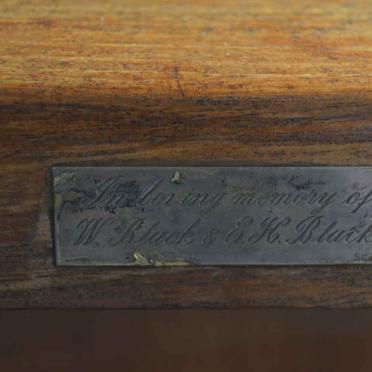 In loving memory of
W. Black & E. H. Black